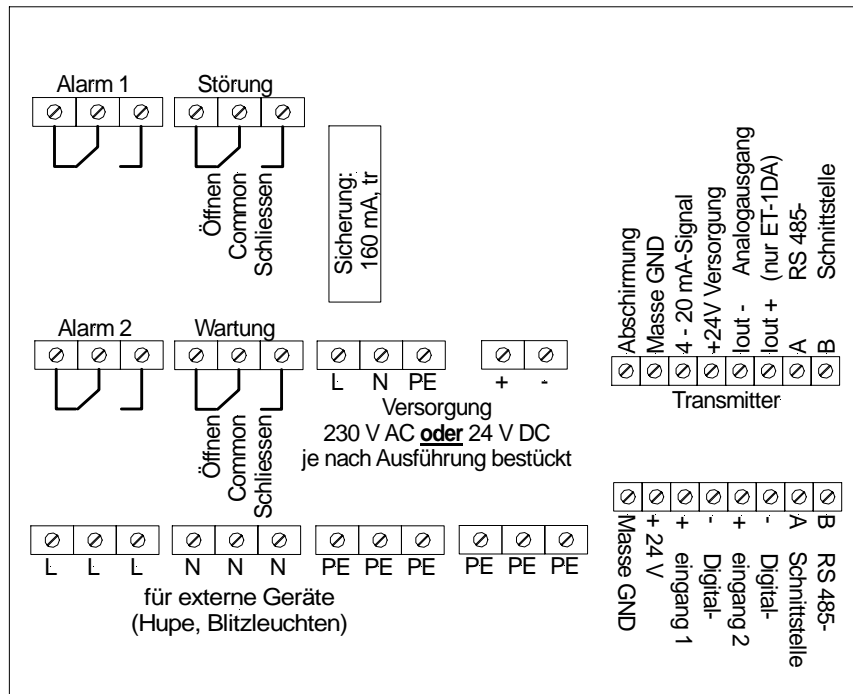 Alarm 1
Störung
Öffnen
Common
Schliessen
Sicherung:
160 mA, tr
Alarm 2
Wartung
Öffnen
Common
Schliessen
L N PE
+ -
Versorgung
230 V AC oder 24 V DC
je nach Ausführung bestückt
Abschirmung
Masse GND
4 - 20 mA-Signal
+24V Versorgung
Iout - Analogausgang
Iout + (nur ET-1DA)
A RS 485-
B Schnittstelle
Transmitter
L L L
N N N
PE PE PE
PE PE PE
für externe Geräte
(Hupe, Blitzleuchten)
Masse GND
+ 24 V
+ eingang 1
- Digital-
+ eingang 2
- Digital-
A Schnittstelle
B RS 485-